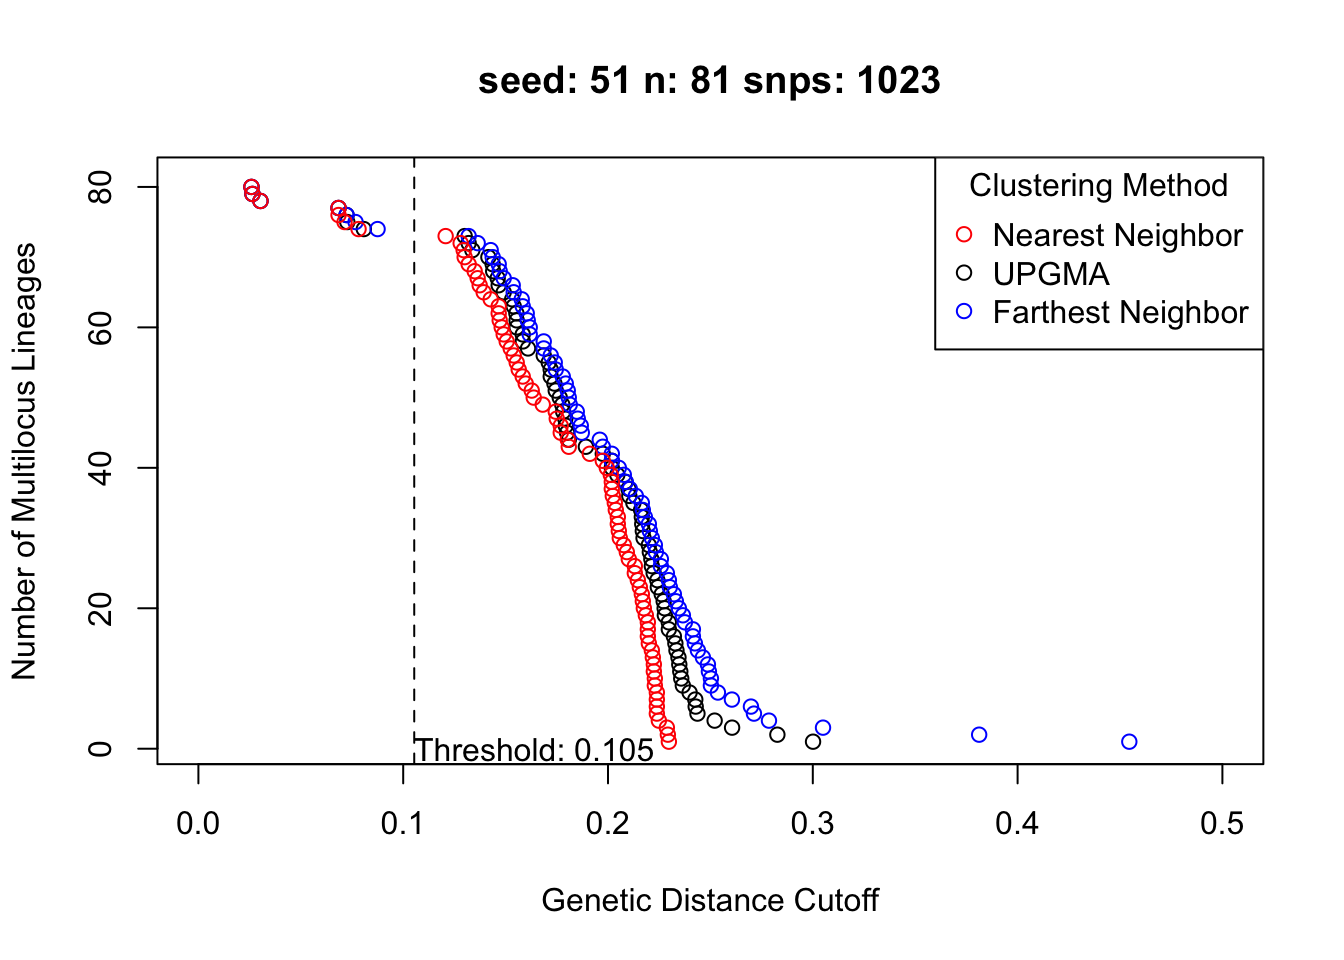 seed: 51 n: 81 snps: 1023
Number of Multilocus Lineages
80
60
40
20
0
Clustering Method
Nearest Neighbor
UPGMA
Farthest Neighbor
Threshold: 0.105
0.0 0.1 0.2 0.3 0.4 0.5
Genetic Distance Cutoff